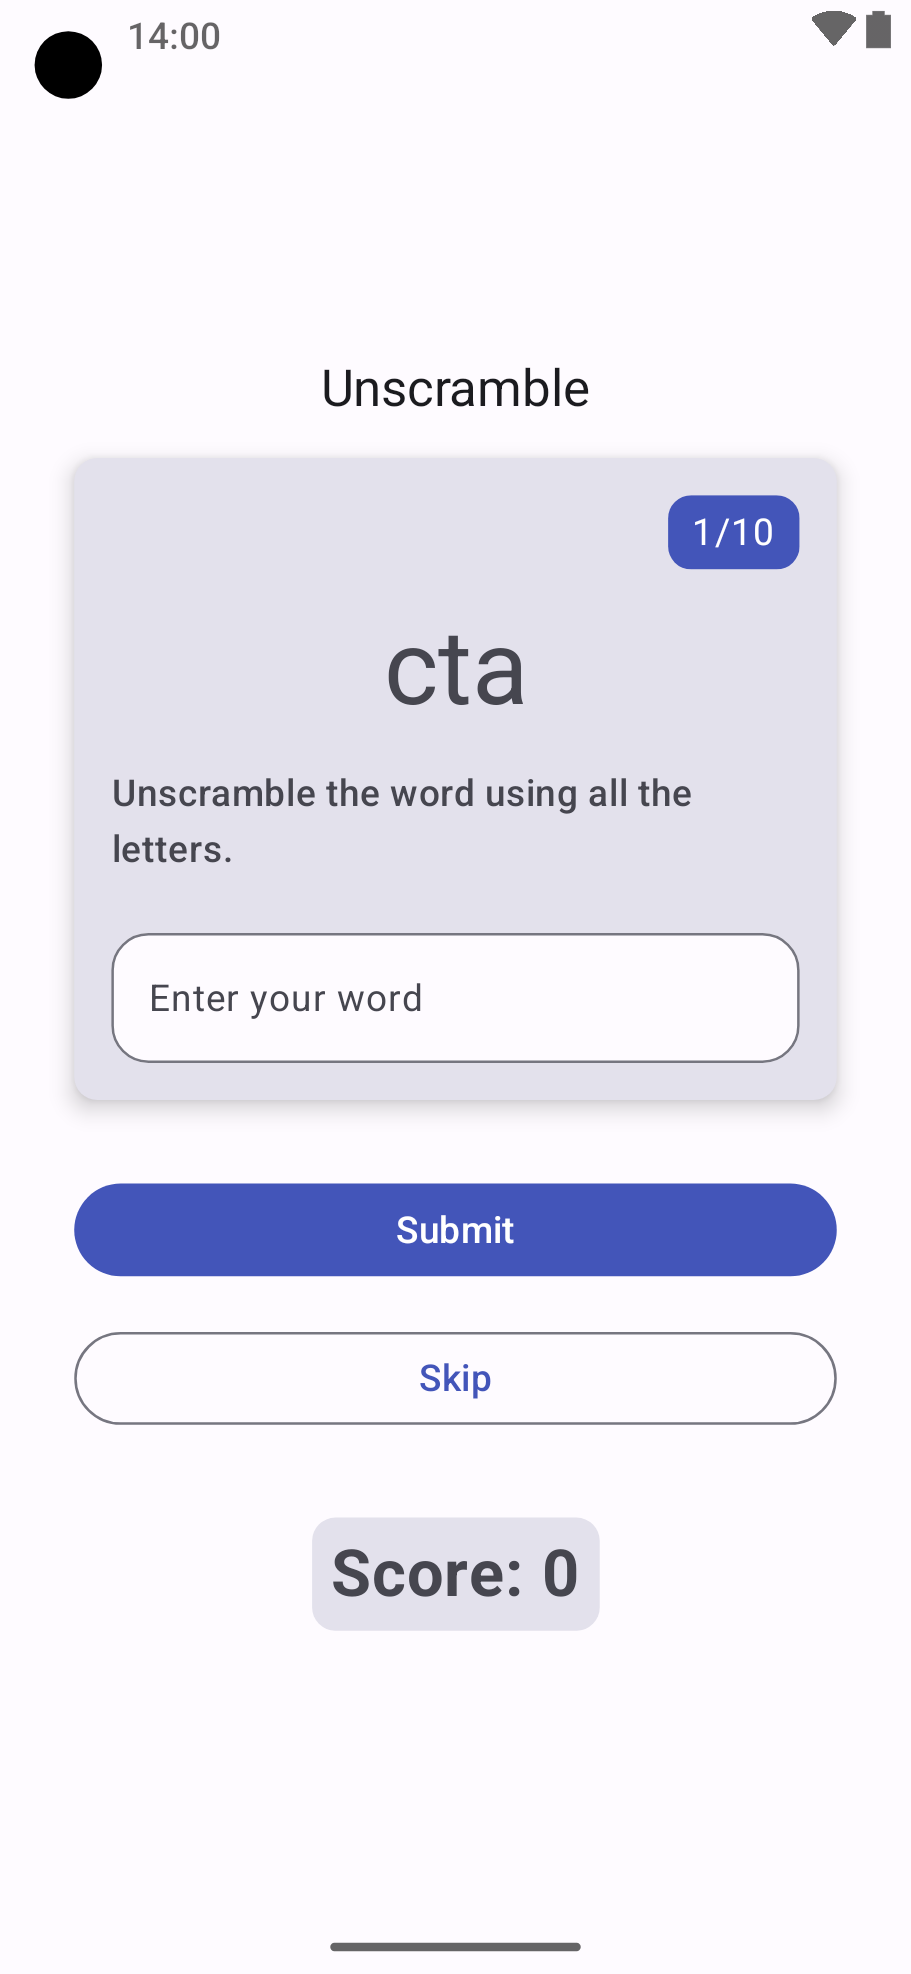 14:00
Unscramble
1/10
cta
Unscramble the word using all the
letters.
Enter your word
Submit
Skip
Score: 0